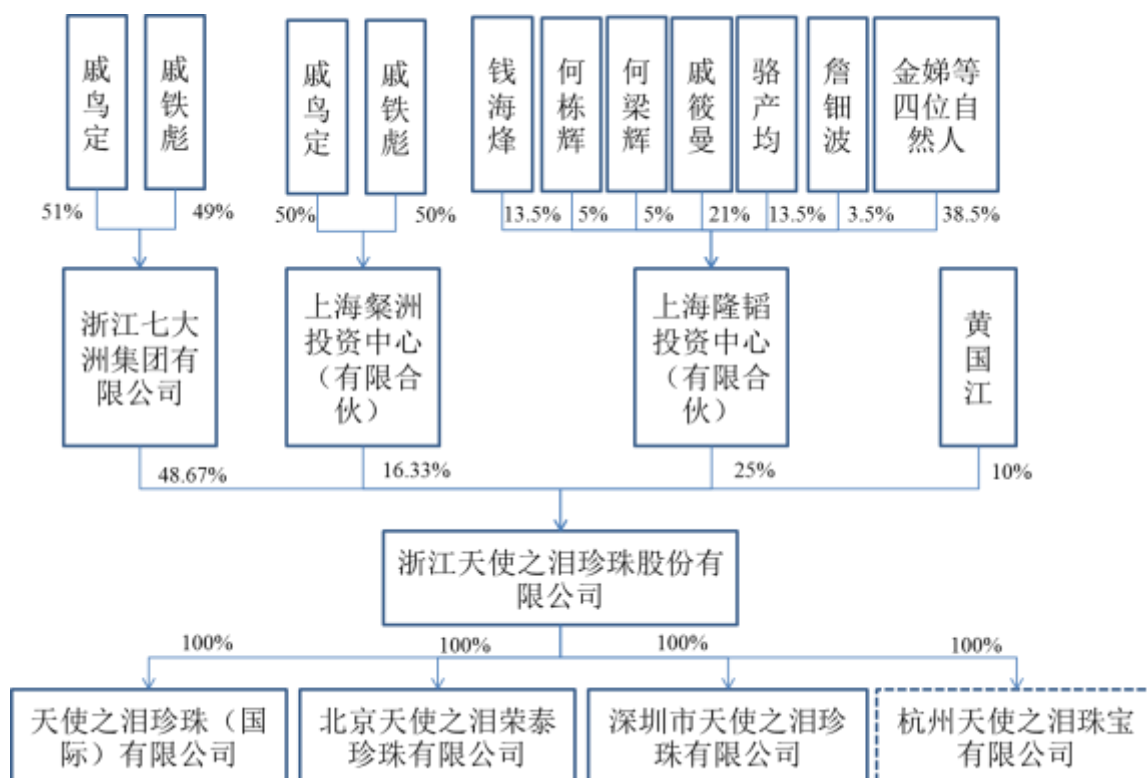 戚鸟定
戚铁彪
戚鸟定
戚铁彪
钱海烽
何栋辉
何梁辉
戚筱曼
骆产均
詹钿波
金娣等
四位自
然人
51%
49%
50%
50%
13.5%
5%
5%
21%
13.5%
3.5%
38.5%
浙江七大
洲集团有
限公司
上海粲洲
投资中心
（有限合
伙）
上海隆韬
投资中心
（有限合
伙）
黄国江
48.67%
16.33%
25%
10%
浙江天使之泪珍珠股份有
限公司
100%
100%
100%
100%
天使之泪珍珠（国
际）有限公司
北京天使之泪荣泰
珍珠有限公司
深圳市天使之泪珍
珠有限公司
杭州天使之泪珠宝
有限公司